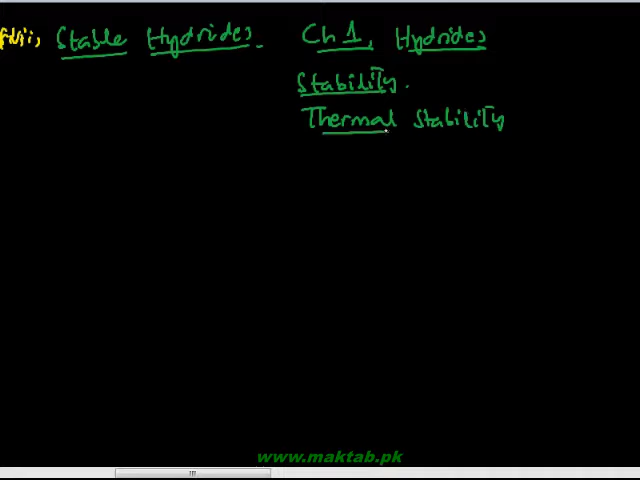 Stable Hydrides. Ch 1, Hydrides
Stability.
Thermal Stability
www.maktab.pk